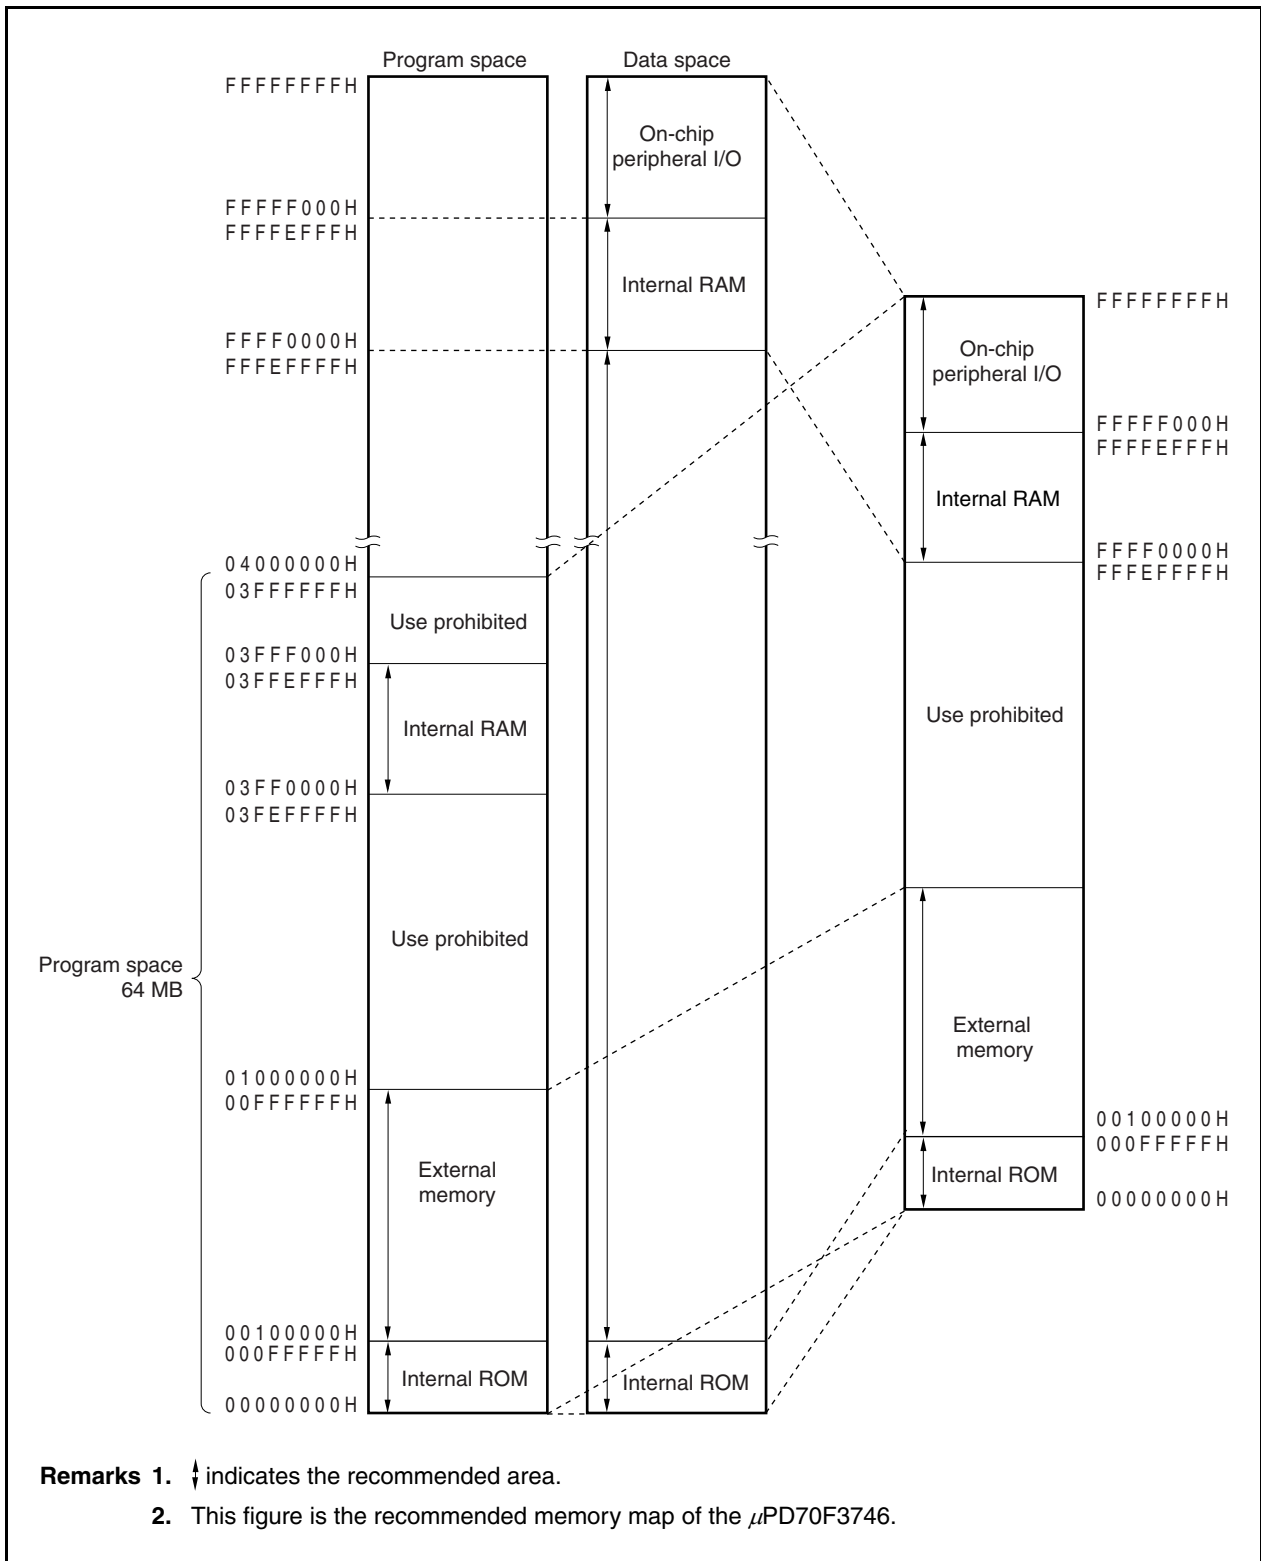 Program space
Data space
FFFFFFFFH
On-chip
peripheral I/O
FFFFF000H
FFFFEFFFH
Internal RAM
FFFF0000H
FFFEFFFFH
04000000H
03FFFFFFH
Use prohibited
03FFF000H
03FFEFFFH
Internal RAM
03FF0000H
03FEFFFFH
Use prohibited
Program space
64 MB
01000000H
00FFFFFFH
External
memory
00100000H
000FFFFFH
Internal ROM
Internal ROM
00000000H
FFFFFFFFH
On-chip
peripheral I/O
FFFFF000H
FFFFEFFFH
Internal RAM
FFFF0000H
FFFEFFFFH
Use prohibited
External
memory
00100000H
000FFFFFH
Internal ROM
00000000H
Remarks 1. ↕ indicates the recommended area.
2. This figure is the recommended memory map of the μPD70F3746.